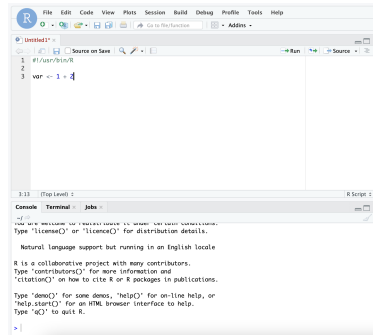 R
File Edit Code View Plots Session Build Debug Profile Tools Help
Go to file/function
Addins
Untitled1*
Source on Save
Run
Source
1 #!/usr/bin/R
2
3 var <- 1 + 2
3:13 (Top Level) R Script
Console Terminal Jobs
~/
You are welcome to redistribute it under certain conditions.
Type 'license()' or 'licence()' for distribution details.
Natural language support but running in an English locale
R is a collaborative project with many contributors.
Type 'contributors()' for more information and
'citation()' on how to cite R or R packages in publications.
Type 'demo()' for some demos, 'help()' for on-line help, or
'help.start()' for an HTML browser interface to help.
Type 'q()' to quit R.
>